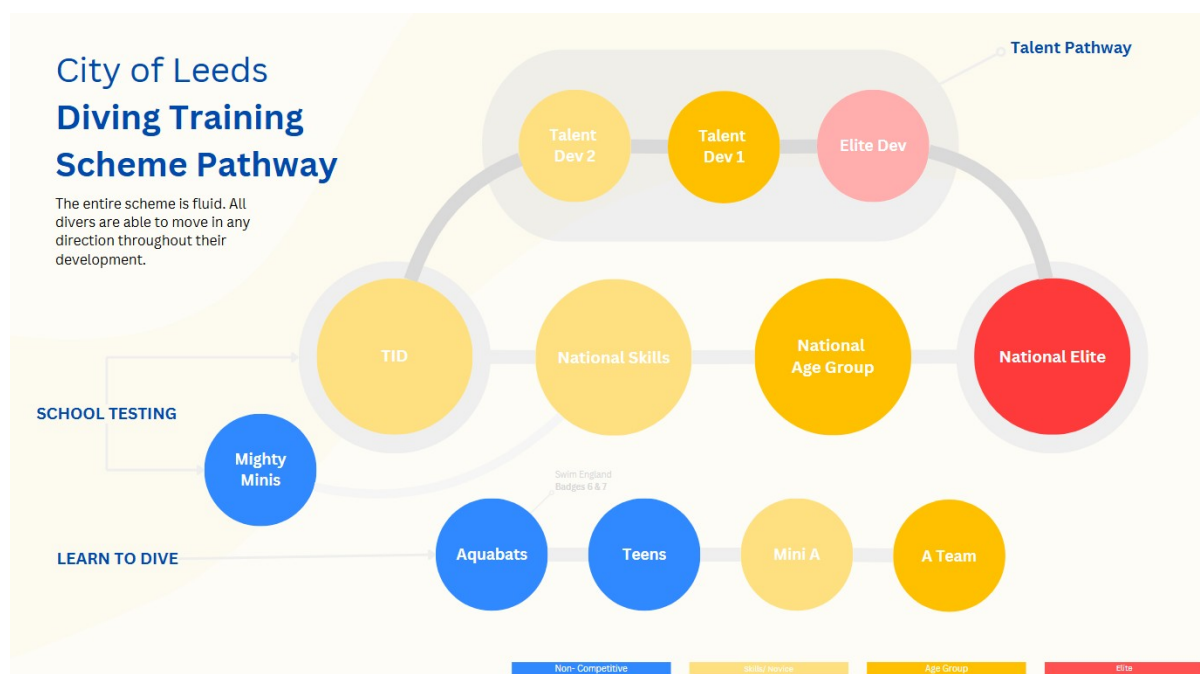 City of Leeds
Diving Training
Scheme Pathway
The entire scheme is fluid. All
divers are able to move in any
direction throughout their
development.
Talent Pathway
Talent
Dev 2
Talent
Dev 1
Elite Dev
TID
National Skills
National
Age Group
National Elite
SCHOOL TESTING
Mighty
Minis
Swim England
Badges 6 & 7
LEARN TO DIVE
Aquabats
Teens
Mini A
A Team
Non- Competitive
Skills/ Novice
Age Group
Elite